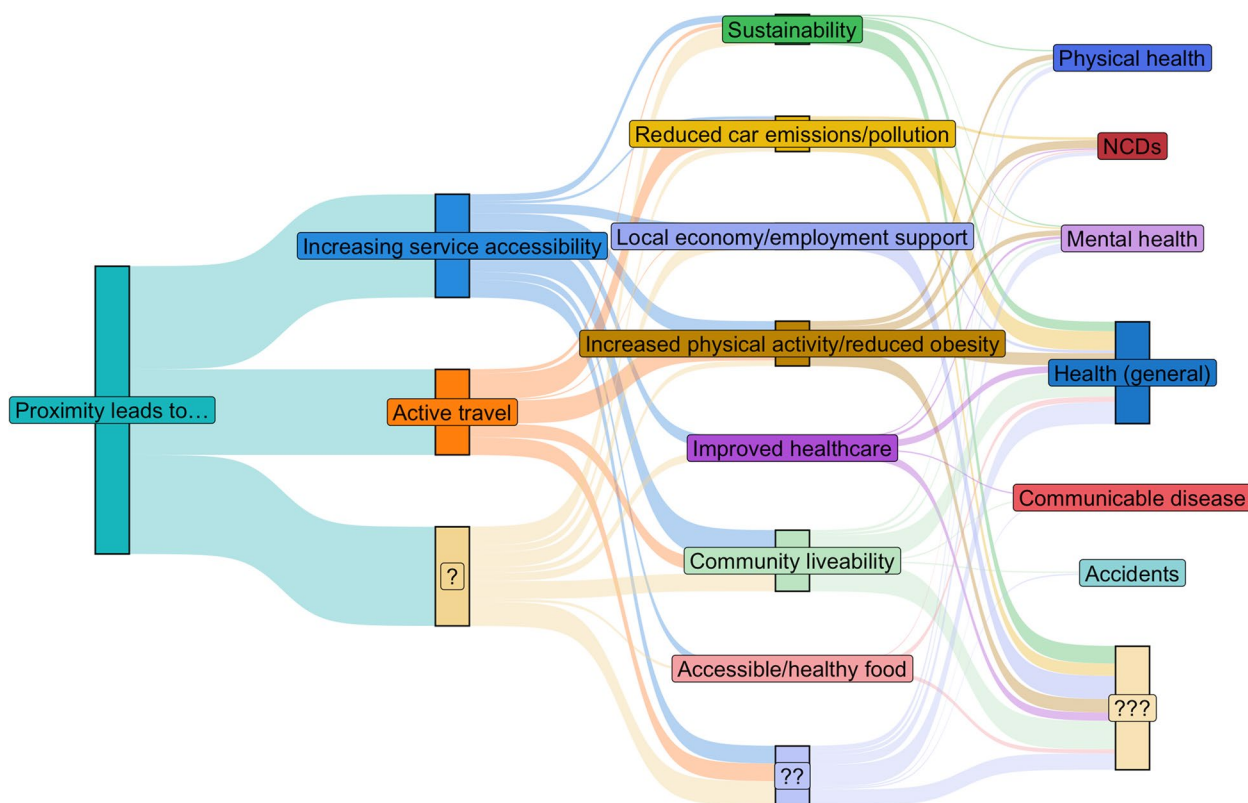 Proximity leads to…
Increasing service accessibility
Active travel
?
Sustainability
Reduced car emissions/pollution
Local economy/employment support
Increased physical activity/reduced obesity
Improved healthcare
Community liveability
Accessible/healthy food
??
Physical health
NCDs
Mental health
Health (general)
Communicable disease
Accidents
???